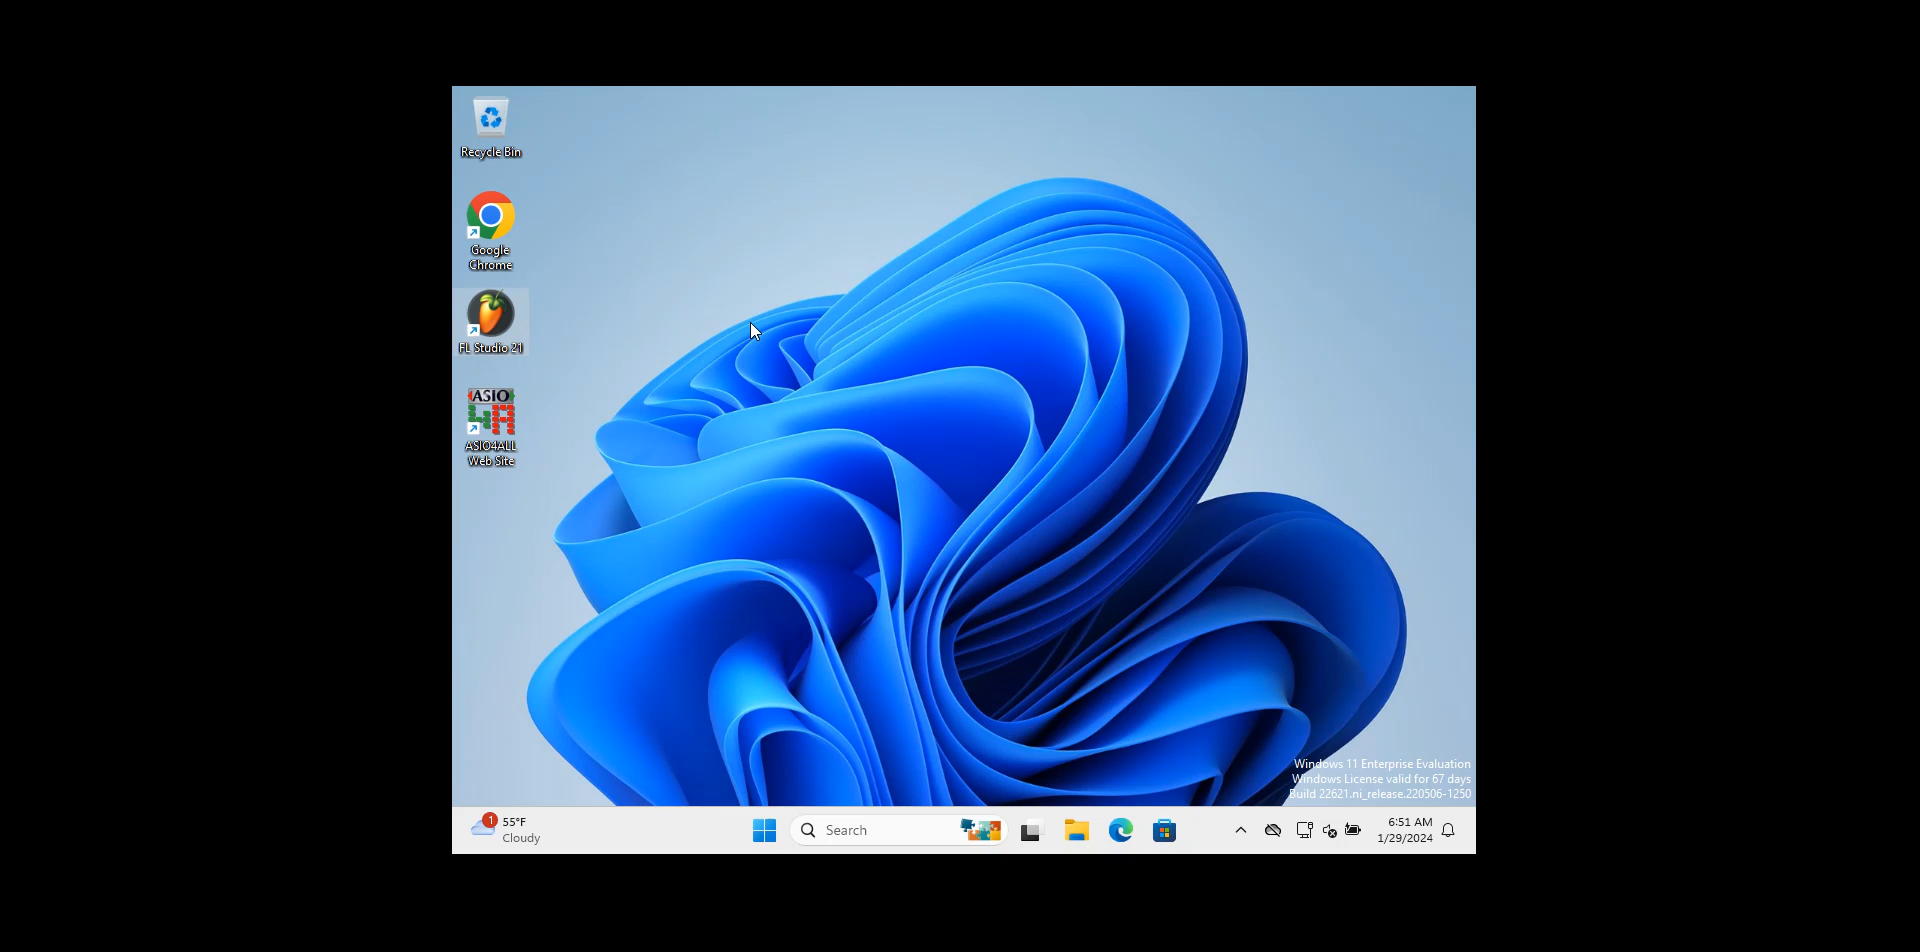 Recycle Bin
Google
Chrome
FL Studio 21
ASIO
ASIO4ALL
Web Site
Windows 11 Enterprise Evaluation
Windows License valid for 67 days
Build 22621.ni_release.220506-1250
1
55°F
Cloudy
Search
6:51 AM
1/29/2024